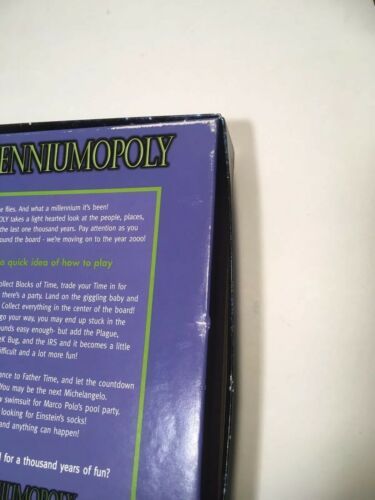 ENNIUMOPOLY
e flies. And what a millennium it's been!
OLY takes a light hearted look at the people, places,
the last one thousand years. Pay attention as you
ound the board - we're moving on to the year 2000!
a quick idea of how to play
ollect Blocks of Time, trade your Time in for
there's a party. Land on the giggling baby and
Collect everything in the center of the board!
go your way, you may end up stuck in the
unds easy enough- but add the Plague,
K Bug, and the IRS and it becomes a little
ifficult and a lot more fun!
ance to Father Time, and let the countdown
You may be the next Michelangelo.
w swimsuit for Marco Polo's pool party.
looking for Einstein's socks!
and anything can happen!
d for a thousand years of fun?
NIUMOPOLY